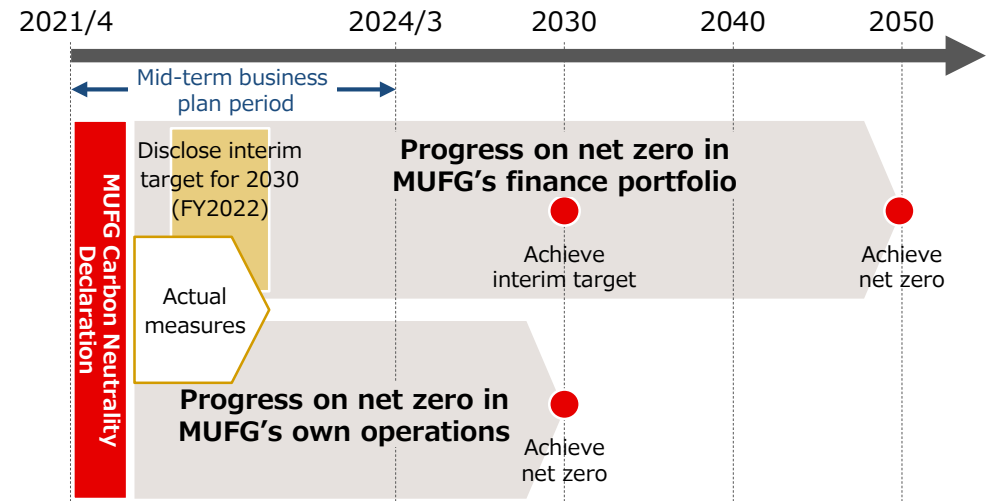 2021/4 2024/3 2030 2040 2050
Mid-term business
plan period
MUFG Carbon Neutrality
Declaration
Disclose interim
target for 2030
(FY2022)
Actual
measures
Progress on net zero in
MUFG's finance portfolio
Achieve
interim target
Achieve
net zero
Progress on net zero in
MUFG's own operations
Achieve
net zero